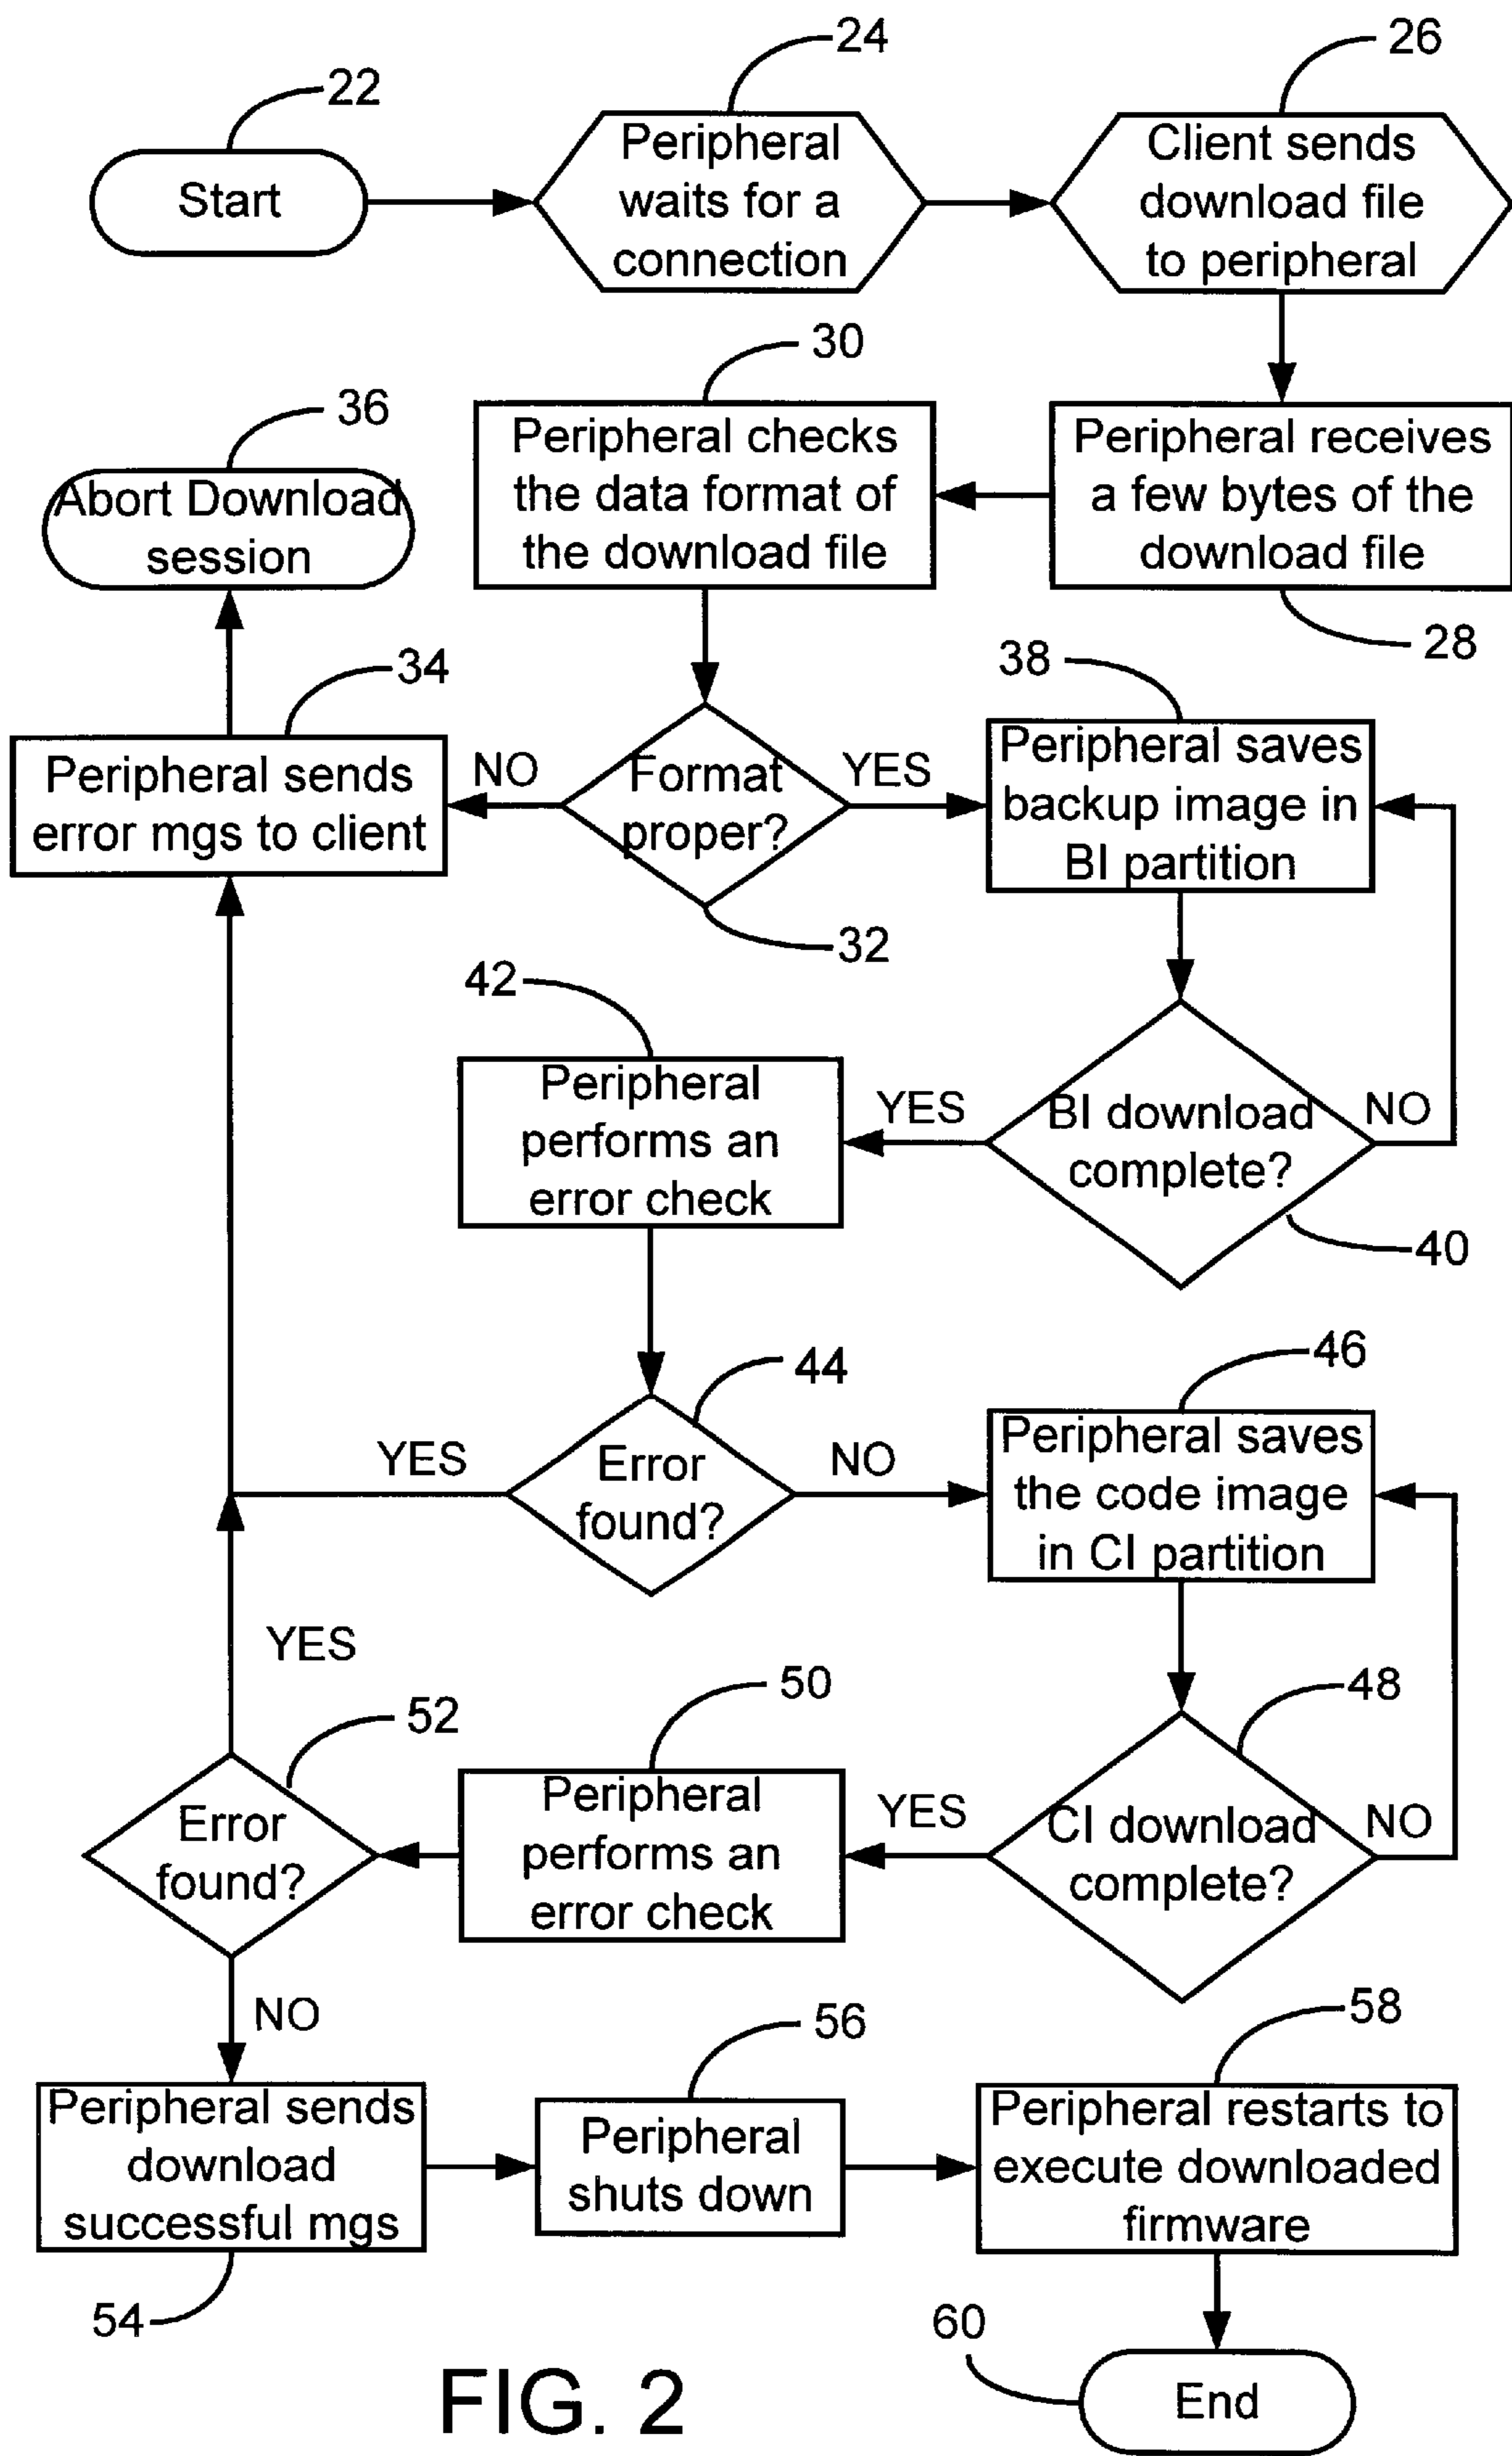 22
Start
24
Peripheral
waits for a
connection
26
Client sends
download file
to peripheral
28
Peripheral receives
a few bytes of the
download file
30
Peripheral checks
the data format of
the download file
32
Format
proper?
NO
YES
34
Peripheral sends
error mgs to client
36
Abort Download
session
38
Peripheral saves
backup image in
BI partition
40
BI download
complete?
NO
YES
42
Peripheral
performs an
error check
44
Error
found?
YES
NO
46
Peripheral saves
the code image
in CI partition
48
CI download
complete?
NO
YES
50
Peripheral
performs an
error check
52
Error
found?
YES
NO
54
Peripheral sends
download
successful mgs
56
Peripheral
shuts down
58
Peripheral restarts to
execute downloaded
firmware
60
End
FIG. 2